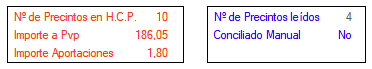 Nº de Precintos en H.C.P. 10
Importe a Pvp 186,05
Importe Aportaciones 1,80
Nº de Precintos leídos 4
Conciliado Manual No